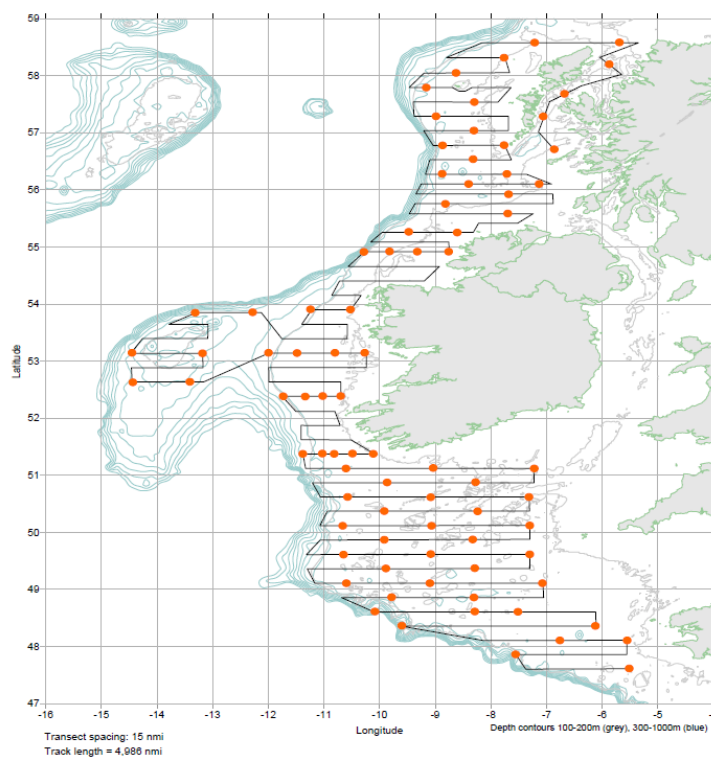 59
58
57
56
55
54
53
52
51
50
49
48
47
Latitude
-16 -15 -14 -13 -12 -11 -10 -9 -8 -7 -6 -5 -4
Longitude
Depth contours 100-200m (grey), 300-1000m (blue)
Transect spacing: 15 nmi
Track length = 4,986 nmi